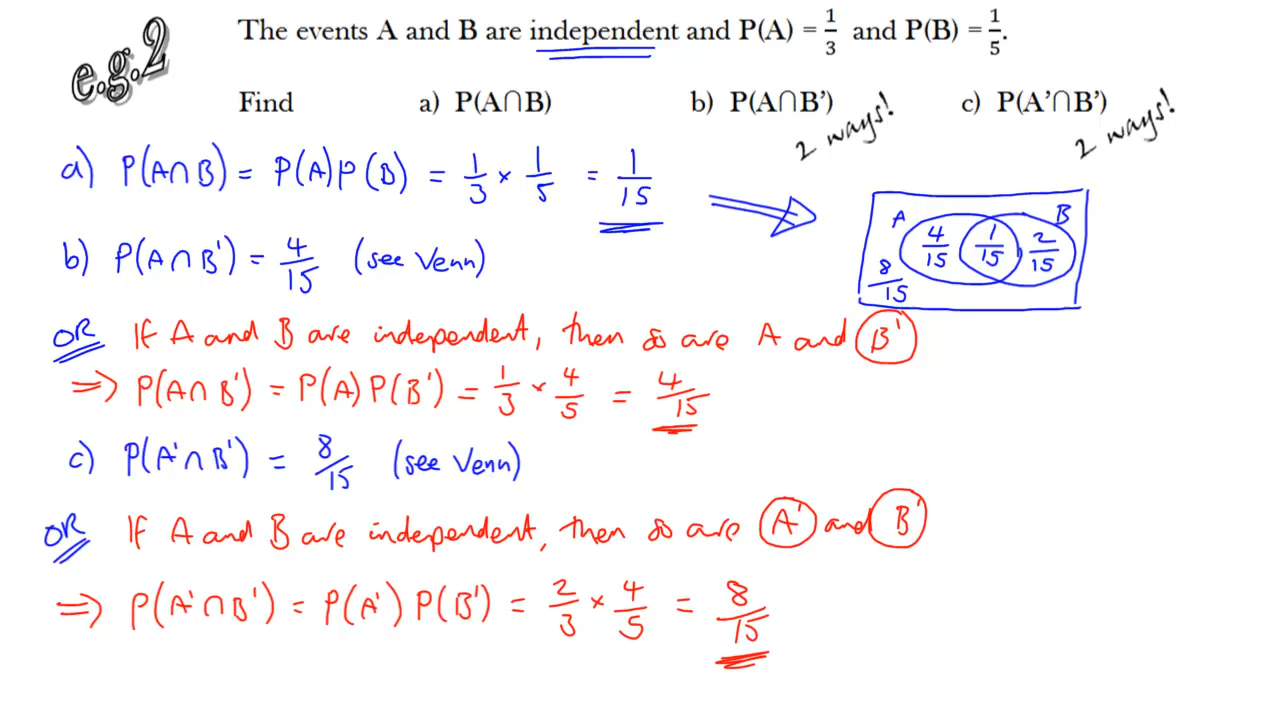 e.g.2
The events A and B are independent and P(A) = 1/3 and P(B) = 1/5.
Find a) P(A∩B) b) P(A∩B’) c) P(A’∩B’)
2 ways! 2 ways!
a) P(A∩B) = P(A)P(B) = 1/3 × 1/5 = 1/15
A B
4/15 1/15 2/15
8/15
b) P(A∩B') = 4/15 (see Venn)
OR If A and B are independent, then so are A and B'
⇒ P(A∩B') = P(A)P(B') = 1/3 × 4/5 = 4/15
c) P(A'∩B') = 8/15 (see Venn)
OR If A and B are independent, then so are A' and B'
⇒ P(A'∩B') = P(A')P(B') = 2/3 × 4/5 = 8/15